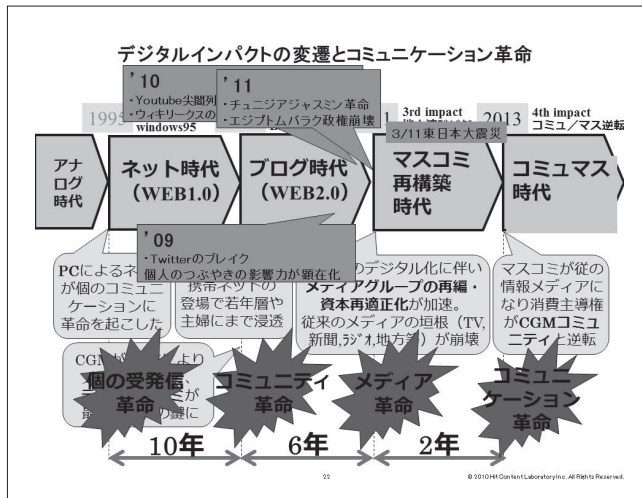 デジタルインパクトの変遷とコミュニケーション革命
’10
・Youtube尖閣列
・ウィキリークスの
’11
・チュニジアジャスミン革命
・エジプトムバラク政権崩壊
1995
windows95
1
3rd impact
3/11東日本大震災
2013
4th impact
コミュ／マス逆転
アナ
ログ
時代
ネット時代
（WEB1.0）
ブログ時代
（WEB2.0）
マスコミ
再構築
時代
コミュマス
時代
’09
・Twitterのブレイク
個人のつぶやきの影響力が顕在化
PCによるネ
が個のコミュニ
ケーションに
革命を起こした
携帯ネットの
登場で若年層や
主婦にまで浸透
のデジタル化に伴い
メディアグループの再編・
資本再適正化が加速。
従来のメディアの垣根（TV,
新聞,ﾗｼﾞｵ,地方等）が崩壊
マスコミが従の
情報メディアに
なり消費主導権
がCGMコミュ
ニティと逆転
CGM
より
ミが
の鍵に
個の受発信
革命
コミュニティ
革命
メディア
革命
コミュニ
ケーション
革命
10年
6年
2年
22
© 2010 Hit Content Laboratory Inc. All Rights Reserved.